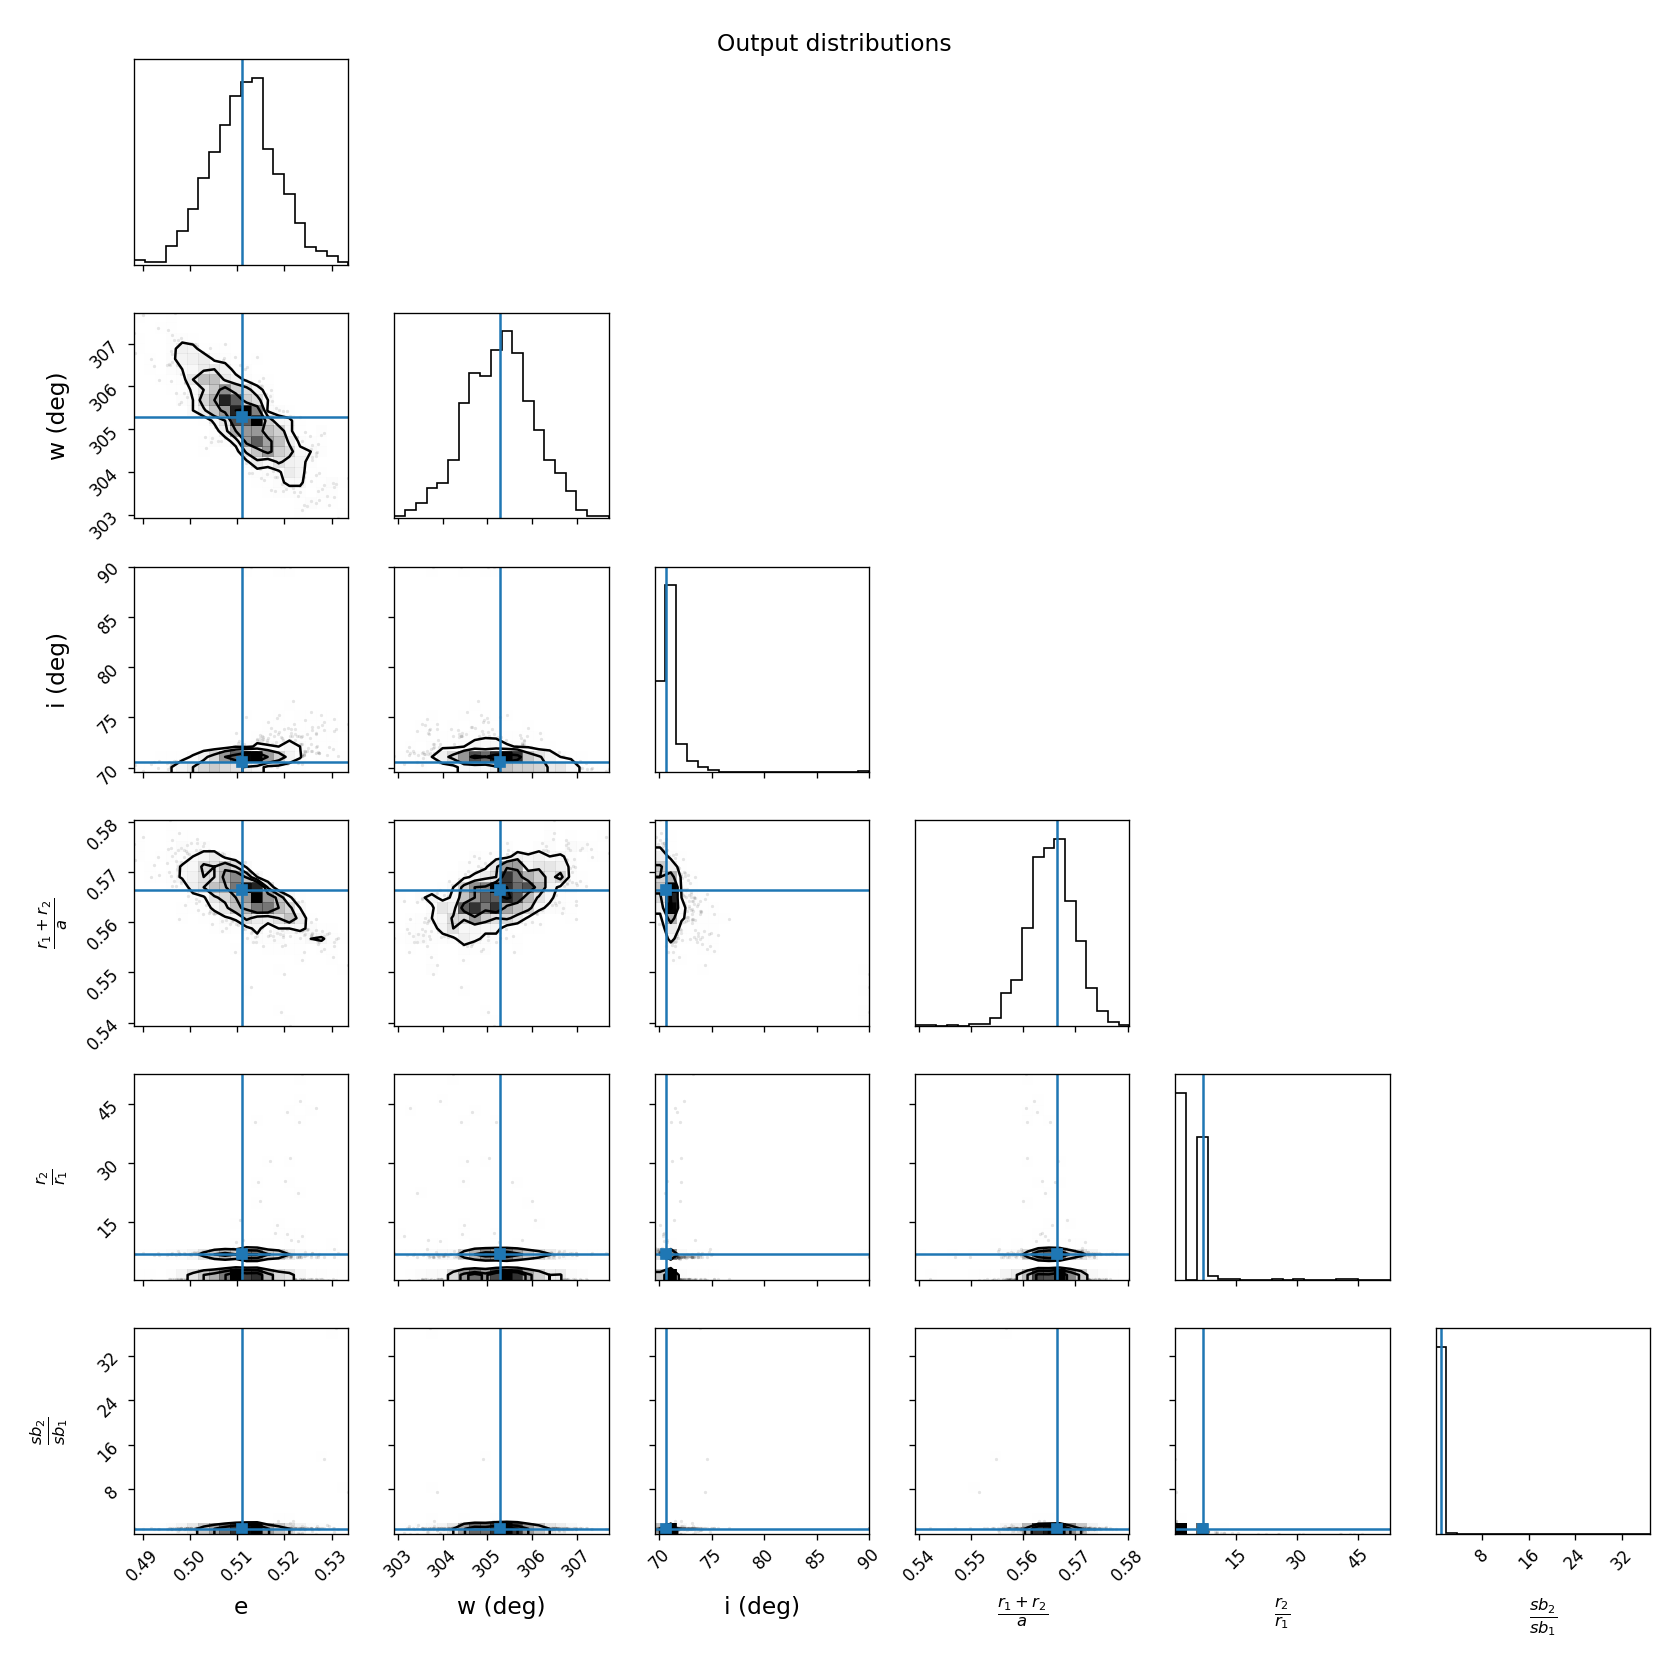 Output distributions
w (deg)
307
306
305
304
303
i (deg)
90
85
80
75
70
r₁ + r₂
a
0.58
0.57
0.56
0.55
0.54
r₂
r₁
45
30
15
sb₂
sb₁
32
24
16
8
0.49 0.50 0.51 0.52 0.53 303 304 305 306 307 70 75 80 85 90 0.54 0.55 0.56 0.57 0.58 15 30 45 8 16 24 32
e w (deg) i (deg) r₁ + r₂ r₂ sb₂
a r₁ sb₁